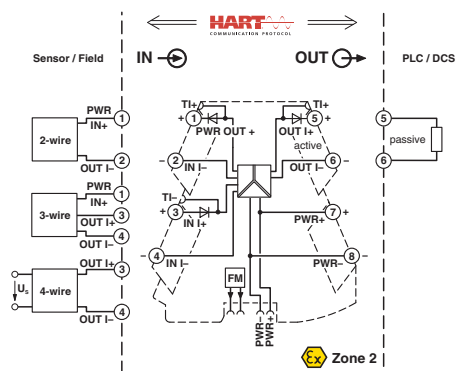 HART
COMMUNICATION PROTOCOL
Sensor / Field
IN
OUT
PLC / DCS
PWR
IN+
1
2-wire
2
OUT I–
PWR
1
3-wire
OUT I+
3
4
OUT I–
OUT I+
3
US
4-wire
4
OUT I–
TI+
+
1
PWR OUT +
–
2
IN I–
TI–
+
3
IN I+
–
4
IN I–
TI+
5
+
OUT I+
active
6
–
OUT I–
7
+
PWR+
8
–
PWR–
FM
PWR–
PWR+
5
passive
6
Ex
Zone 2